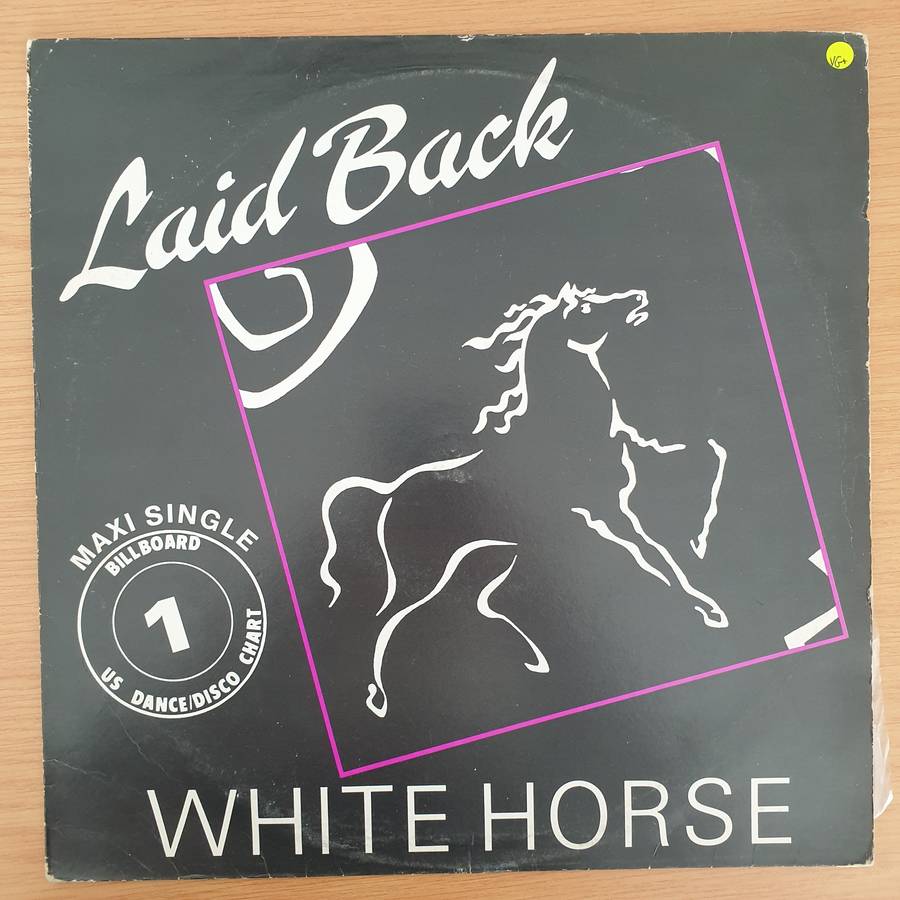 VG+
Laid Back
MAXI SINGLE
BILLBOARD
1
US DANCE/DISCO CHART
WHITE HORSE